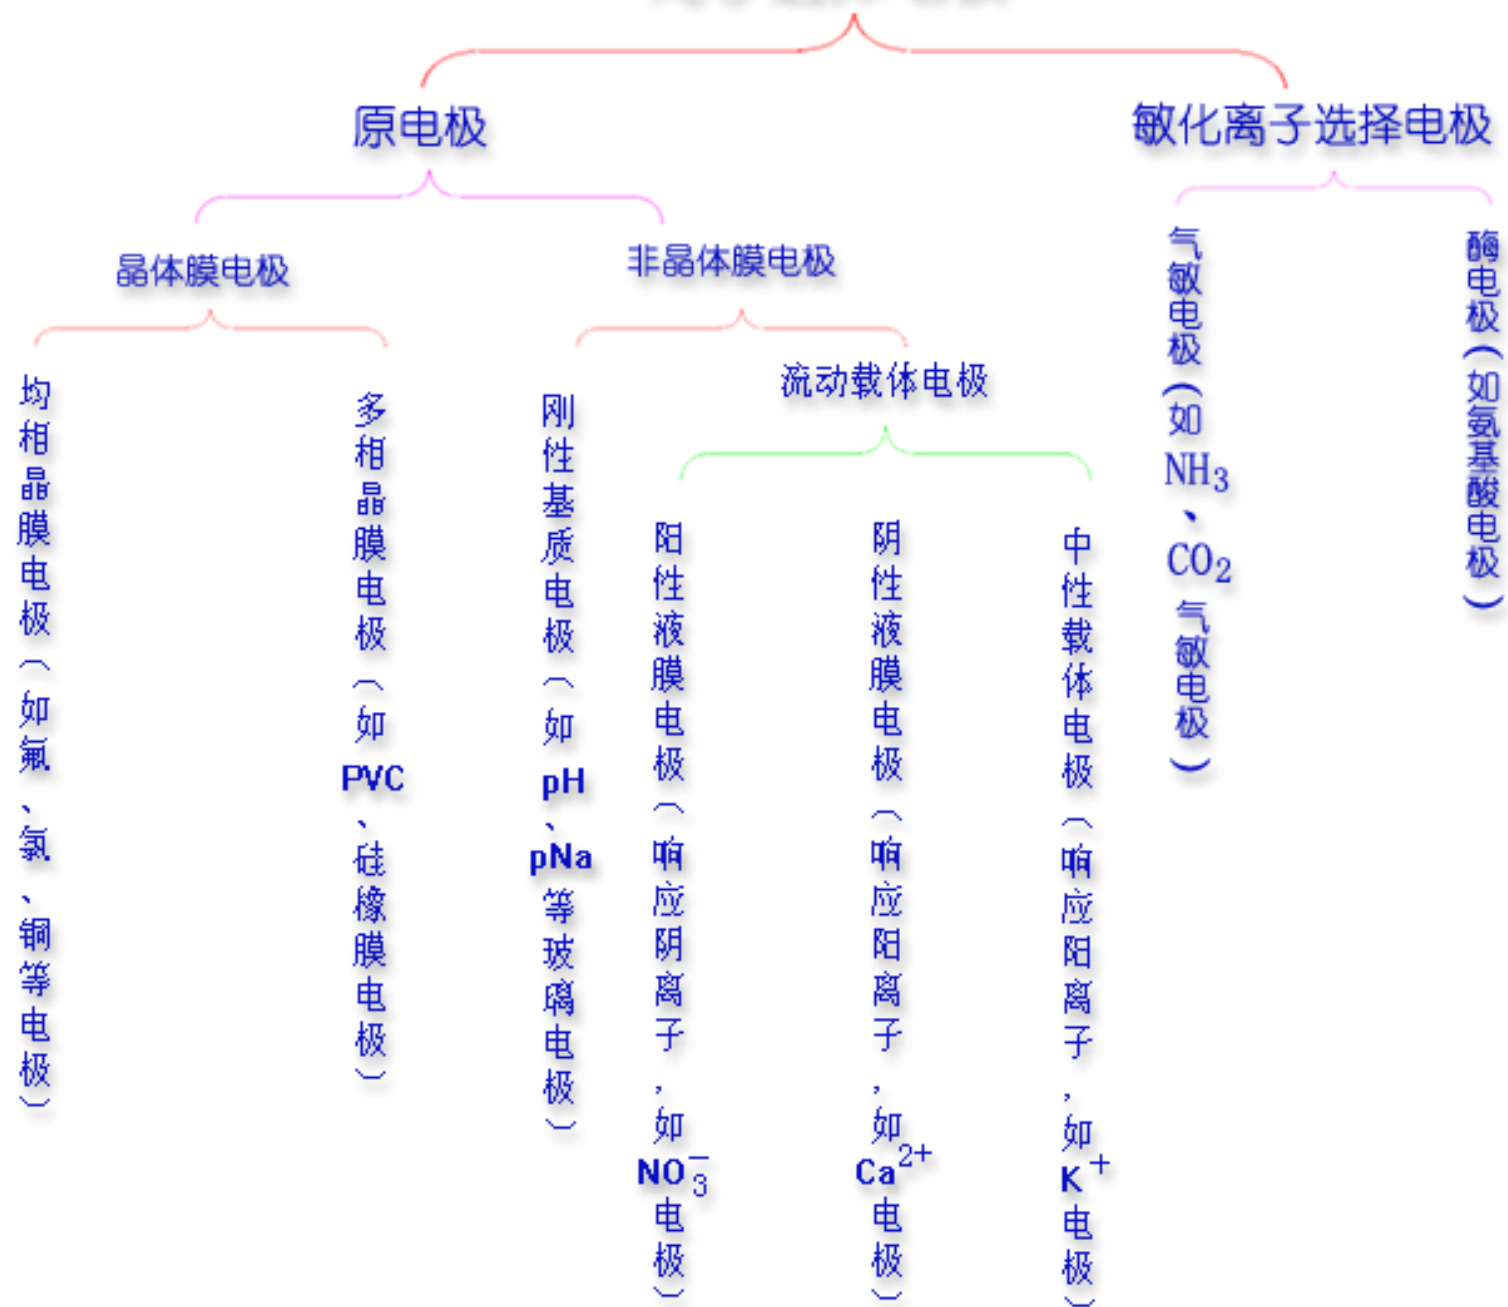 原电极
敏化离子选择电极
晶体膜电极
非晶体膜电极
均相晶膜电极（如氟、氯、铜等电极）
多相晶膜电极（如PVC、硅橡膜电极）
刚性基质电极（如pH、pNa等玻璃电极）
流动载体电极
阳性液膜电极（响应阴离子，如NO₃⁻电极）
阴性液膜电极（响应阳离子，如Ca²⁺电极）
中性载体电极（响应阳离子，如K⁺电极）
气敏电极（如NH₃、CO₂气敏电极）
酶电极（如氨基酸电极）